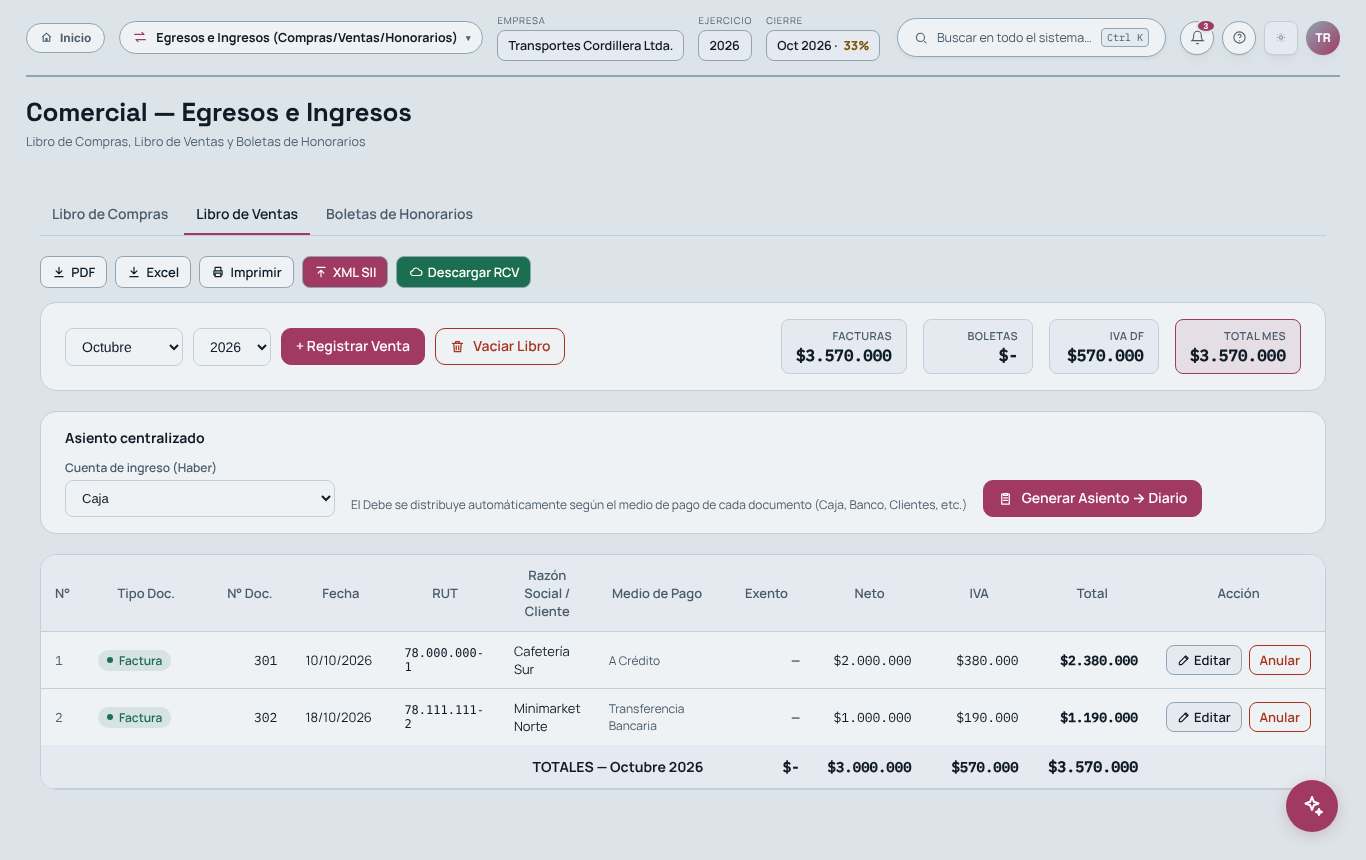 Inicio
Egresos e Ingresos (Compras/Ventas/Honorarios) ▾
EMPRESA
Transportes Cordillera Ltda.
EJERCICIO
2026
CIERRE
Oct 2026 · 33%
Buscar en todo el sistema... Ctrl K
3
TR
Comercial — Egresos e Ingresos
Libro de Compras, Libro de Ventas y Boletas de Honorarios
Libro de Compras Libro de Ventas Boletas de Honorarios
PDF Excel Imprimir XML SII Descargar RCV
Octubre 2026 + Registrar Venta Vaciar Libro
FACTURAS
$3.570.000
BOLETAS
$-
IVA DF
$570.000
TOTAL MES
$3.570.000
Asiento centralizado
Cuenta de ingreso (Haber)
Caja
El Debe se distribuye automáticamente según el medio de pago de cada documento (Caja, Banco, Clientes, etc.)
Generar Asiento → Diario
N° Tipo Doc. N° Doc. Fecha RUT Razón Social / Cliente Medio de Pago Exento Neto IVA Total Acción
1 Factura 301 10/10/2026 78.000.000-1 Cafetería Sur A Crédito — $2.000.000 $380.000 $2.380.000 Editar Anular
2 Factura 302 18/10/2026 78.111.111-2 Minimarket Norte Transferencia Bancaria — $1.000.000 $190.000 $1.190.000 Editar Anular
TOTALES — Octubre 2026 $- $3.000.000 $570.000 $3.570.000